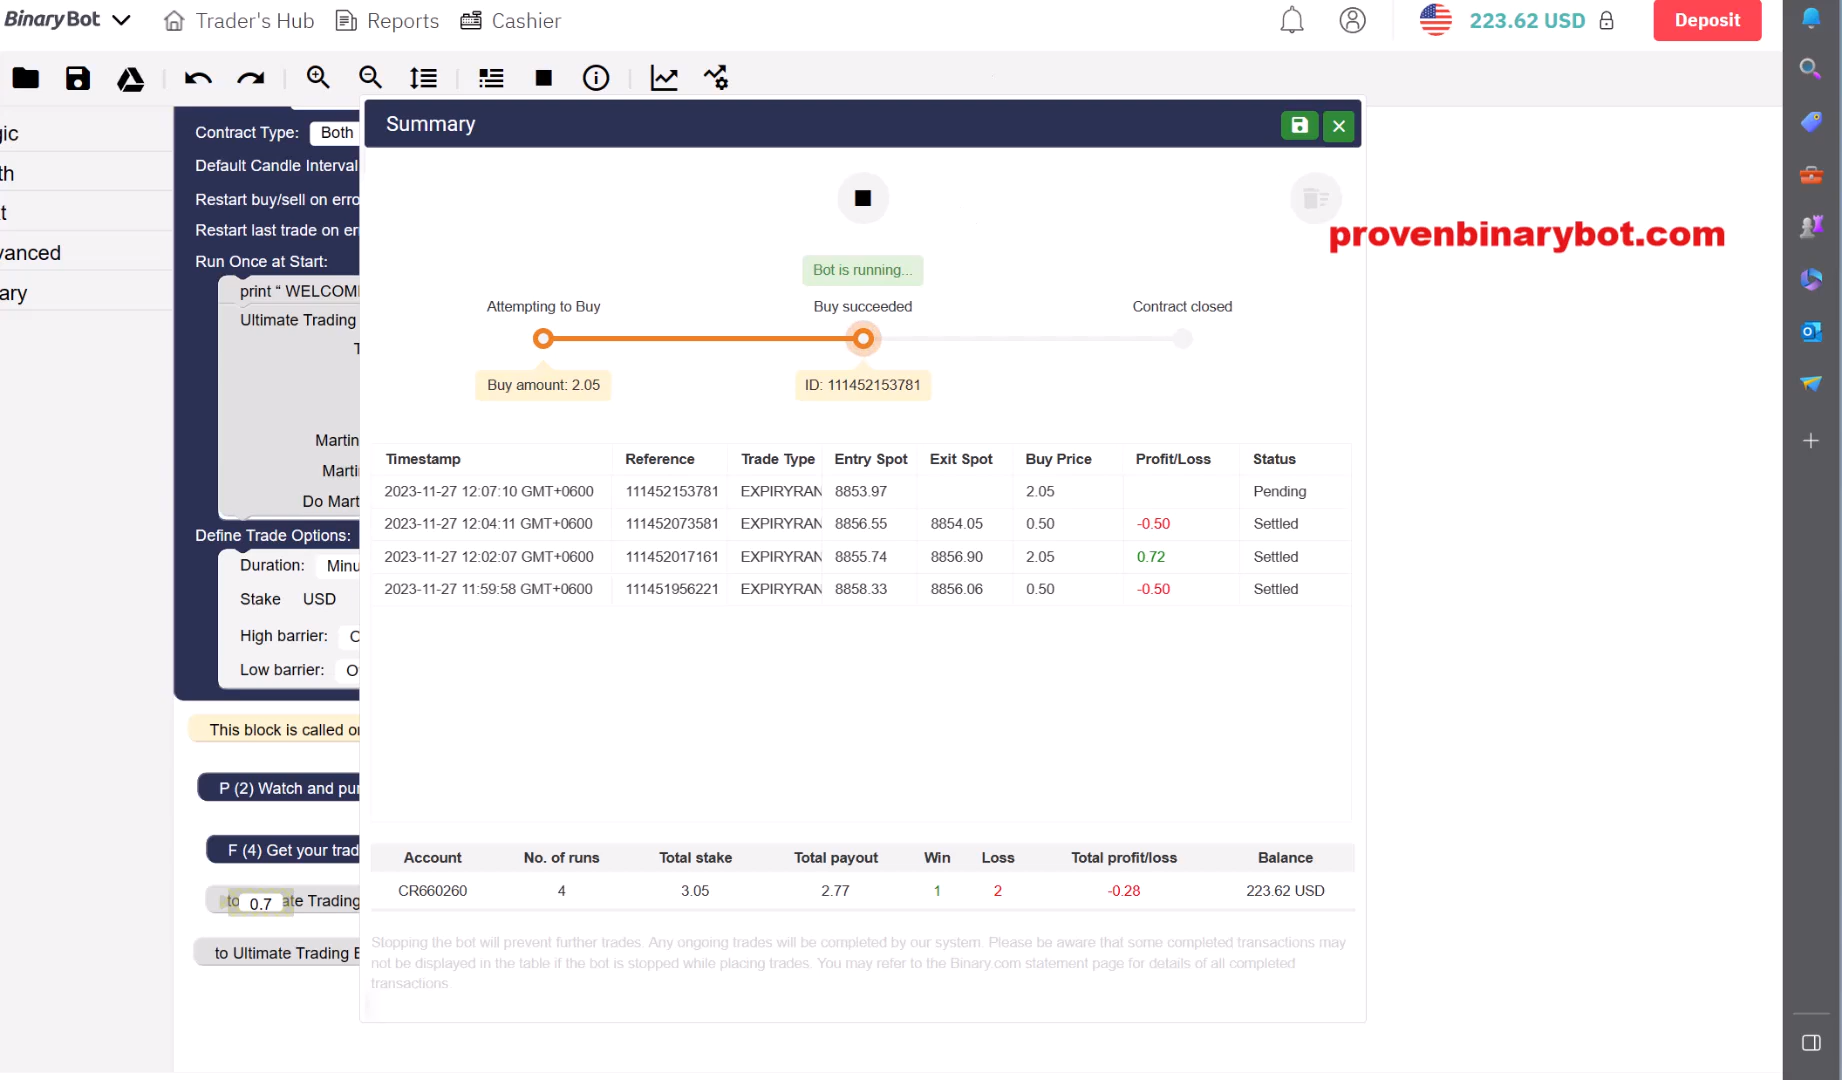 BinaryBot Trader's Hub Reports Cashier 223.62 USD Deposit
gic
th
t
vanced
ary
Contract Type: Both
Default Candle Interval
Restart buy/sell on erro
Restart last trade on er
Run Once at Start:
print “ WELCOM
Ultimate Trading
T
Martin
Marti
Do Mart
Define Trade Options:
Duration: Minu
Stake USD
High barrier: O
Low barrier: O
This block is called o
P (2) Watch and pu
F (4) Get your trad
to 0.7 ate Trading
to Ultimate Trading E
Summary
provenbinarybot.com
Bot is running...
Attempting to Buy Buy succeeded Contract closed
Buy amount: 2.05 ID: 111452153781
Timestamp Reference Trade Type Entry Spot Exit Spot Buy Price Profit/Loss Status
2023-11-27 12:07:10 GMT+0600 111452153781 EXPIRYRAN 8853.97 2.05 Pending
2023-11-27 12:04:11 GMT+0600 111452073581 EXPIRYRAN 8856.55 8854.05 0.50 -0.50 Settled
2023-11-27 12:02:07 GMT+0600 111452017161 EXPIRYRAN 8855.74 8856.90 2.05 0.72 Settled
2023-11-27 11:59:58 GMT+0600 111451956221 EXPIRYRAN 8858.33 8856.06 0.50 -0.50 Settled
Account No. of runs Total stake Total payout Win Loss Total profit/loss Balance
CR660260 4 3.05 2.77 1 2 -0.28 223.62 USD
Stopping the bot will prevent further trades. Any ongoing trades will be completed by our system. Please be aware that some completed transactions may
not be displayed in the table if the bot is stopped while placing trades. You may refer to the Binary.com statement page for details of all completed
transactions.